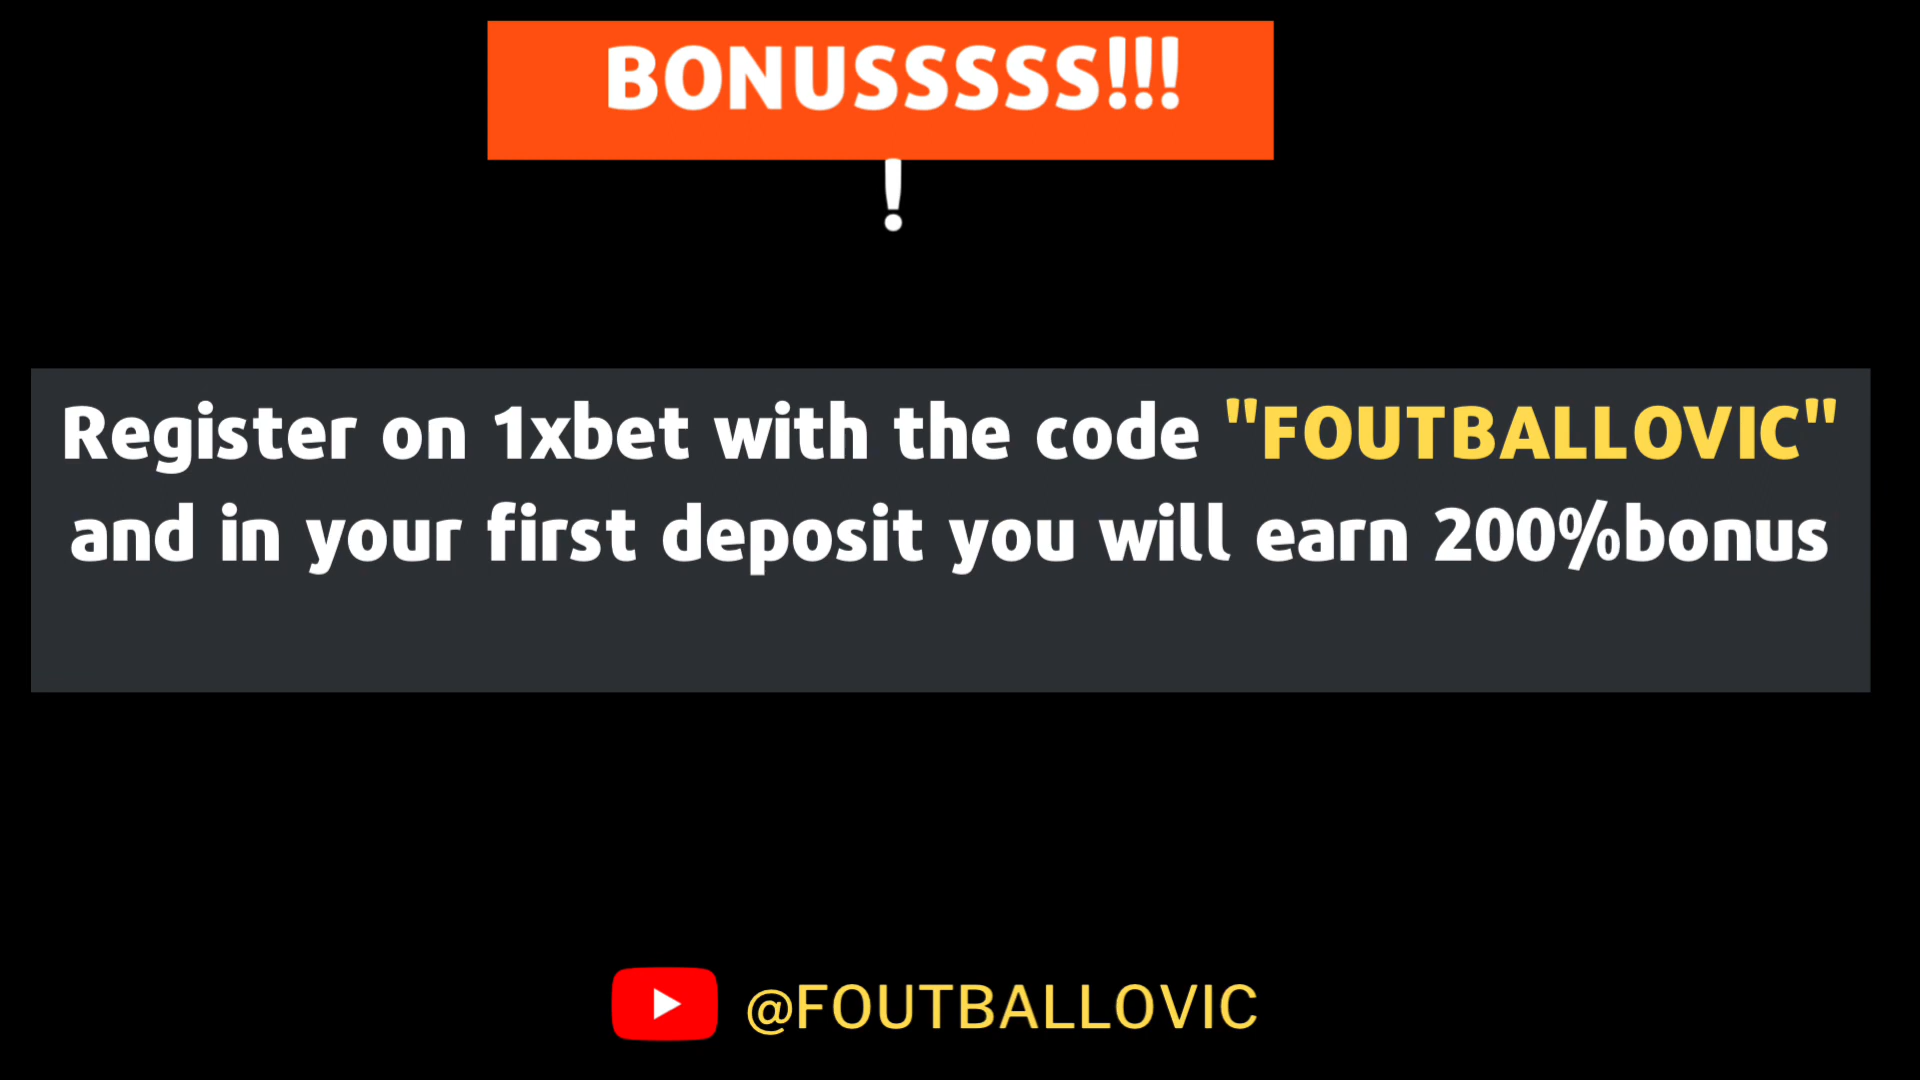 BONUSSSSS!!!
!
Register on 1xbet with the code "FOUTBALLOVIC"
and in your first deposit you will earn 200%bonus
@FOUTBALLOVIC